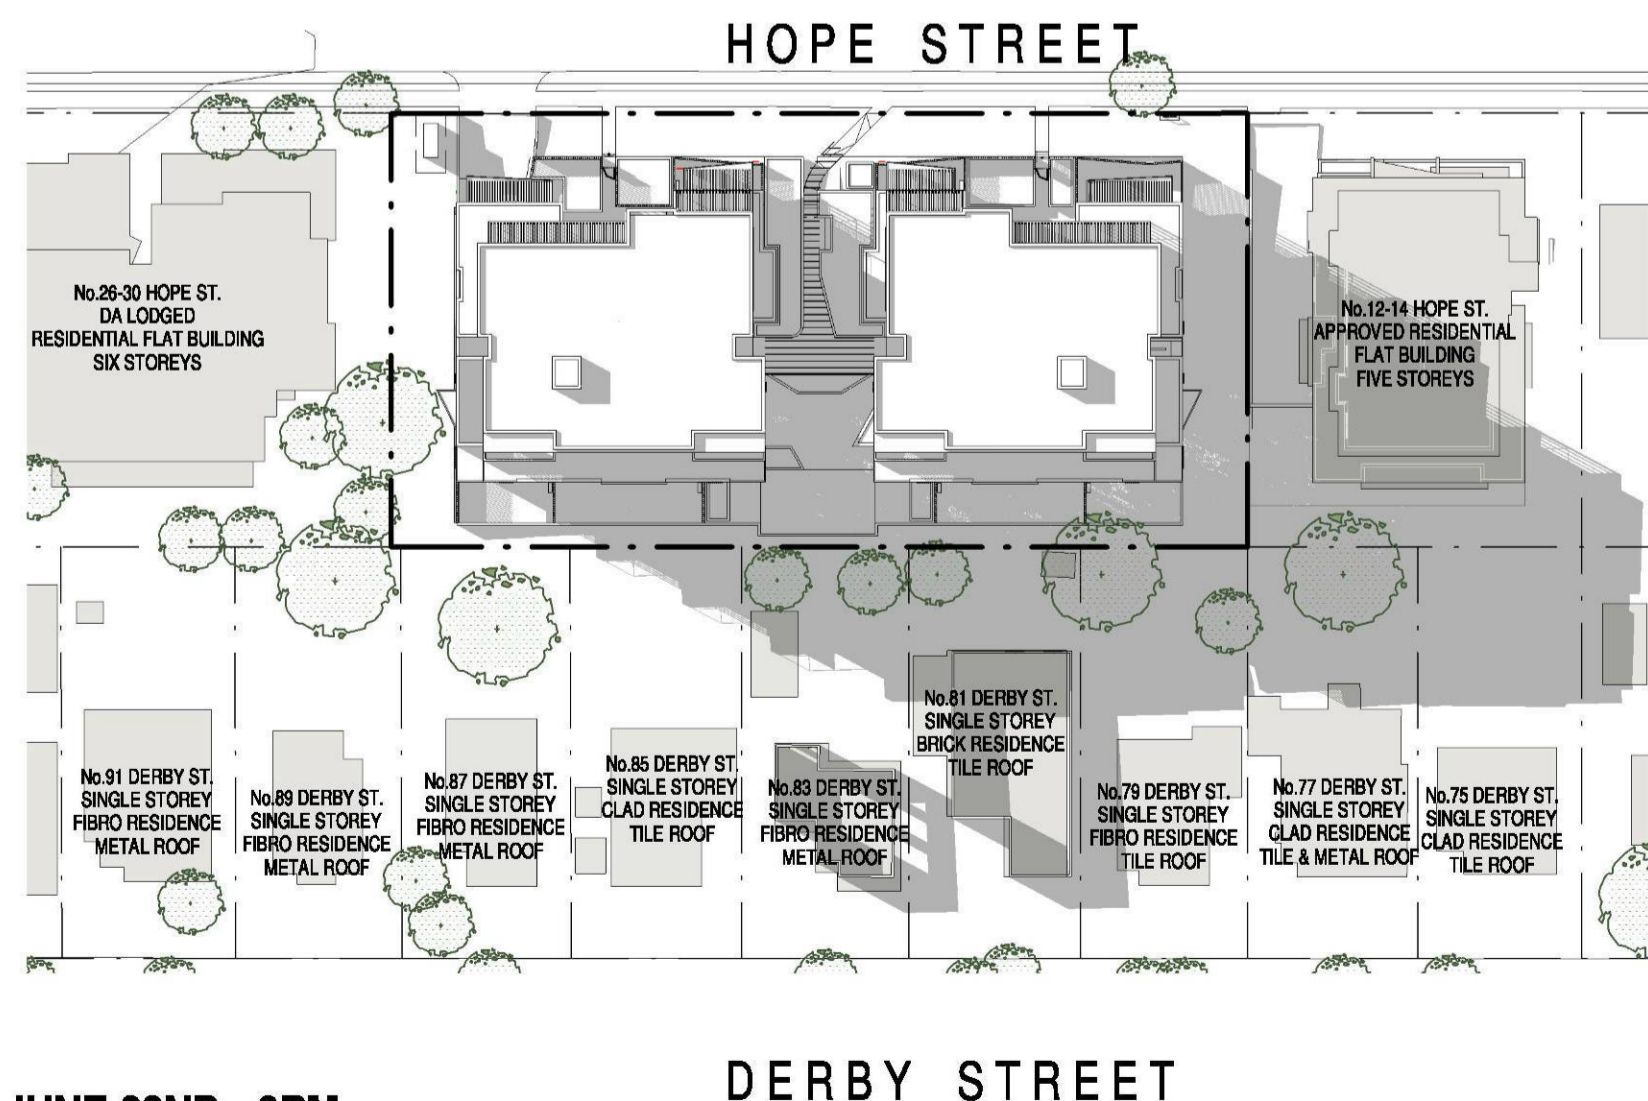 HOPE STREET
No.26-30 HOPE ST.
DA LODGED
RESIDENTIAL FLAT BUILDING
SIX STOREYS
No.12-14 HOPE ST.
APPROVED RESIDENTIAL
FLAT BUILDING
FIVE STOREYS
No.91 DERBY ST.
SINGLE STOREY
FIBRO RESIDENCE
METAL ROOF
No.89 DERBY ST.
SINGLE STOREY
FIBRO RESIDENCE
METAL ROOF
No.87 DERBY ST.
SINGLE STOREY
FIBRO RESIDENCE
METAL ROOF
No.85 DERBY ST.
SINGLE STOREY
CLAD RESIDENCE
TILE ROOF
No.83 DERBY ST.
SINGLE STOREY
FIBRO RESIDENCE
METAL ROOF
No.81 DERBY ST.
SINGLE STOREY
BRICK RESIDENCE
TILE ROOF
No.79 DERBY ST.
SINGLE STOREY
FIBRO RESIDENCE
TILE ROOF
No.77 DERBY ST.
SINGLE STOREY
CLAD RESIDENCE
TILE & METAL ROOF
No.75 DERBY ST.
SINGLE STOREY
CLAD RESIDENCE
TILE ROOF
DERBY STREET